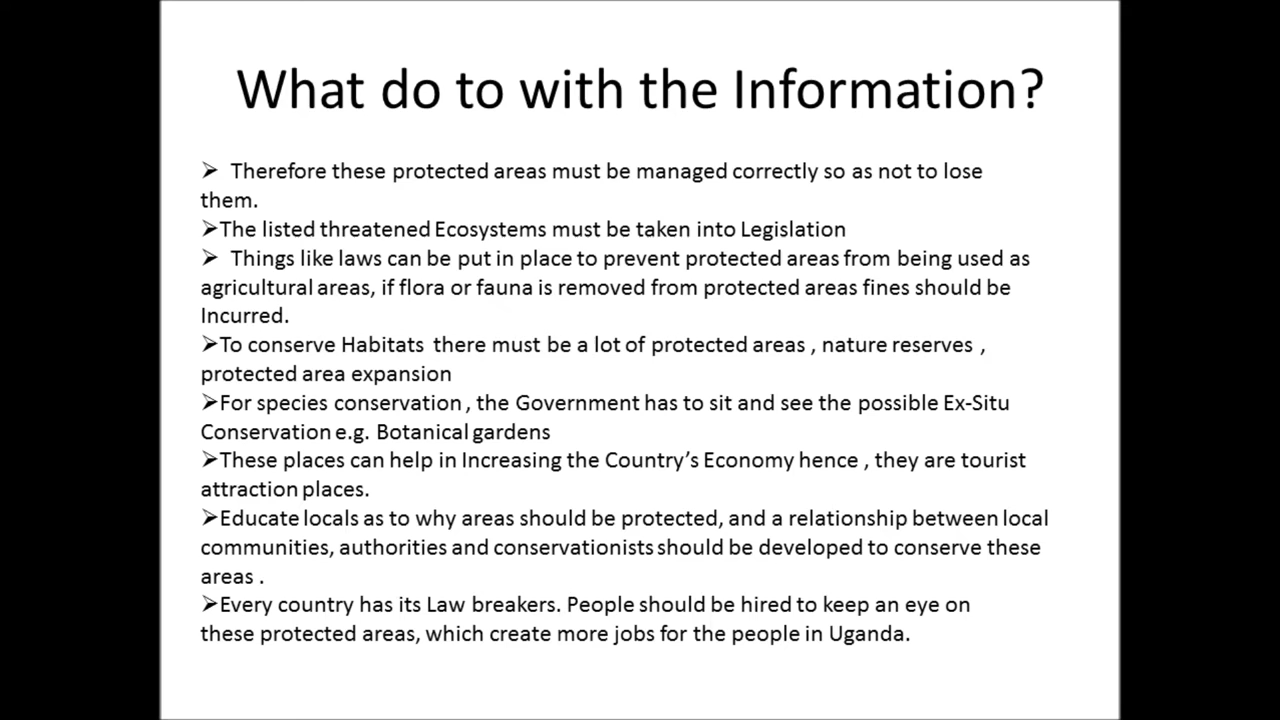 What do to with the Information?
➢ Therefore these protected areas must be managed correctly so as not to lose
them.
➢The listed threatened Ecosystems must be taken into Legislation
➢ Things like laws can be put in place to prevent protected areas from being used as
agricultural areas, if flora or fauna is removed from protected areas fines should be
Incurred.
➢To conserve Habitats there must be a lot of protected areas , nature reserves ,
protected area expansion
➢For species conservation , the Government has to sit and see the possible Ex-Situ
Conservation e.g. Botanical gardens
➢These places can help in Increasing the Country’s Economy hence , they are tourist
attraction places.
➢Educate locals as to why areas should be protected, and a relationship between local
communities, authorities and conservationists should be developed to conserve these
areas .
➢Every country has its Law breakers. People should be hired to keep an eye on
these protected areas, which create more jobs for the people in Uganda.